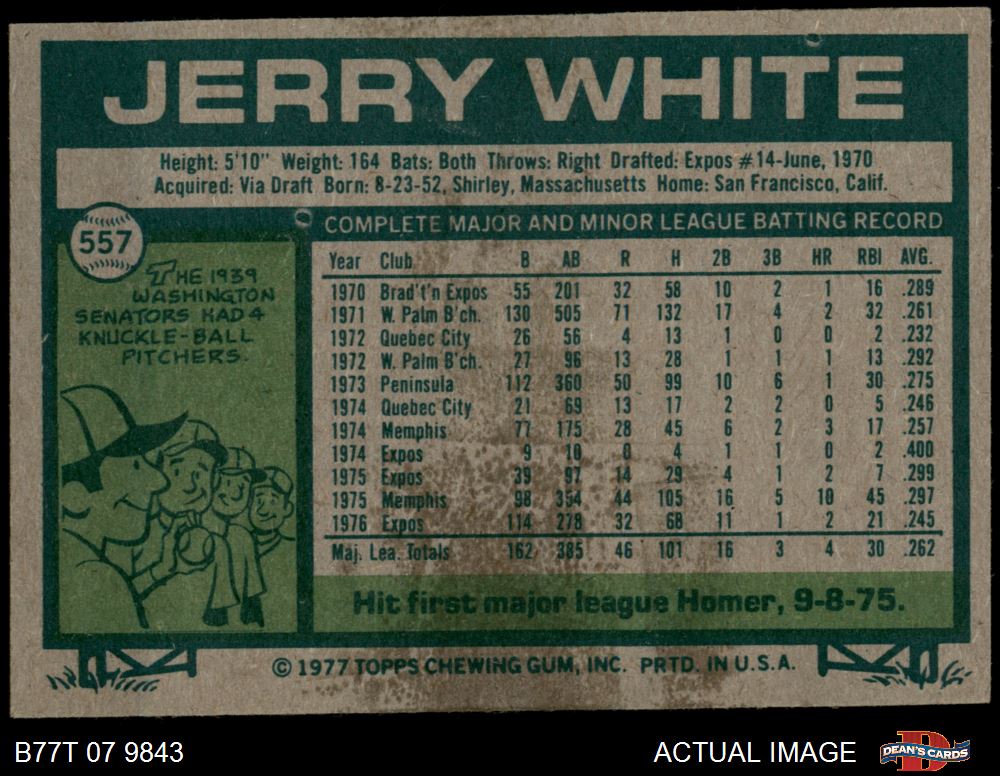 JERRY WHITE
Height: 5'10" Weight: 164 Bats: Both Throws: Right Drafted: Expos #14-June, 1970
Acquired: Via Draft Born: 8-23-52, Shirley, Massachusetts Home: San Francisco, Calif.
557
THE 1939
WASHINGTON
SENATORS HAD 4
KNUCKLE-BALL
PITCHERS.
COMPLETE MAJOR AND MINOR LEAGUE BATTING RECORD
Year Club B AB R H 2B 3B HR RBI AVG.
1970 Brad't'n Expos 55 201 32 58 10 2 1 16 .289
1971 W. Palm B'ch. 130 505 71 132 17 4 2 32 .261
1972 Quebec City 26 56 4 13 1 0 0 2 .232
1972 W. Palm B'ch. 27 96 13 28 1 1 1 13 .292
1973 Peninsula 112 360 50 99 10 6 1 30 .275
1974 Quebec City 21 69 13 17 2 2 0 5 .246
1974 Memphis 77 175 28 45 6 2 3 17 .257
1974 Expos 9 10 0 4 1 1 0 2 .400
1975 Expos 39 97 14 29 4 1 2 7 .299
1975 Memphis 98 354 44 105 16 5 10 45 .297
1976 Expos 114 278 32 68 11 1 2 21 .245
Maj. Lea. Totals 162 385 46 101 16 3 4 30 .262
Hit first major league Homer, 9-8-75.
© 1977 TOPPS CHEWING GUM, INC. PRTD. IN U.S.A.
B77T 07 9843
ACTUAL IMAGE
D
DEAN'S CARDS